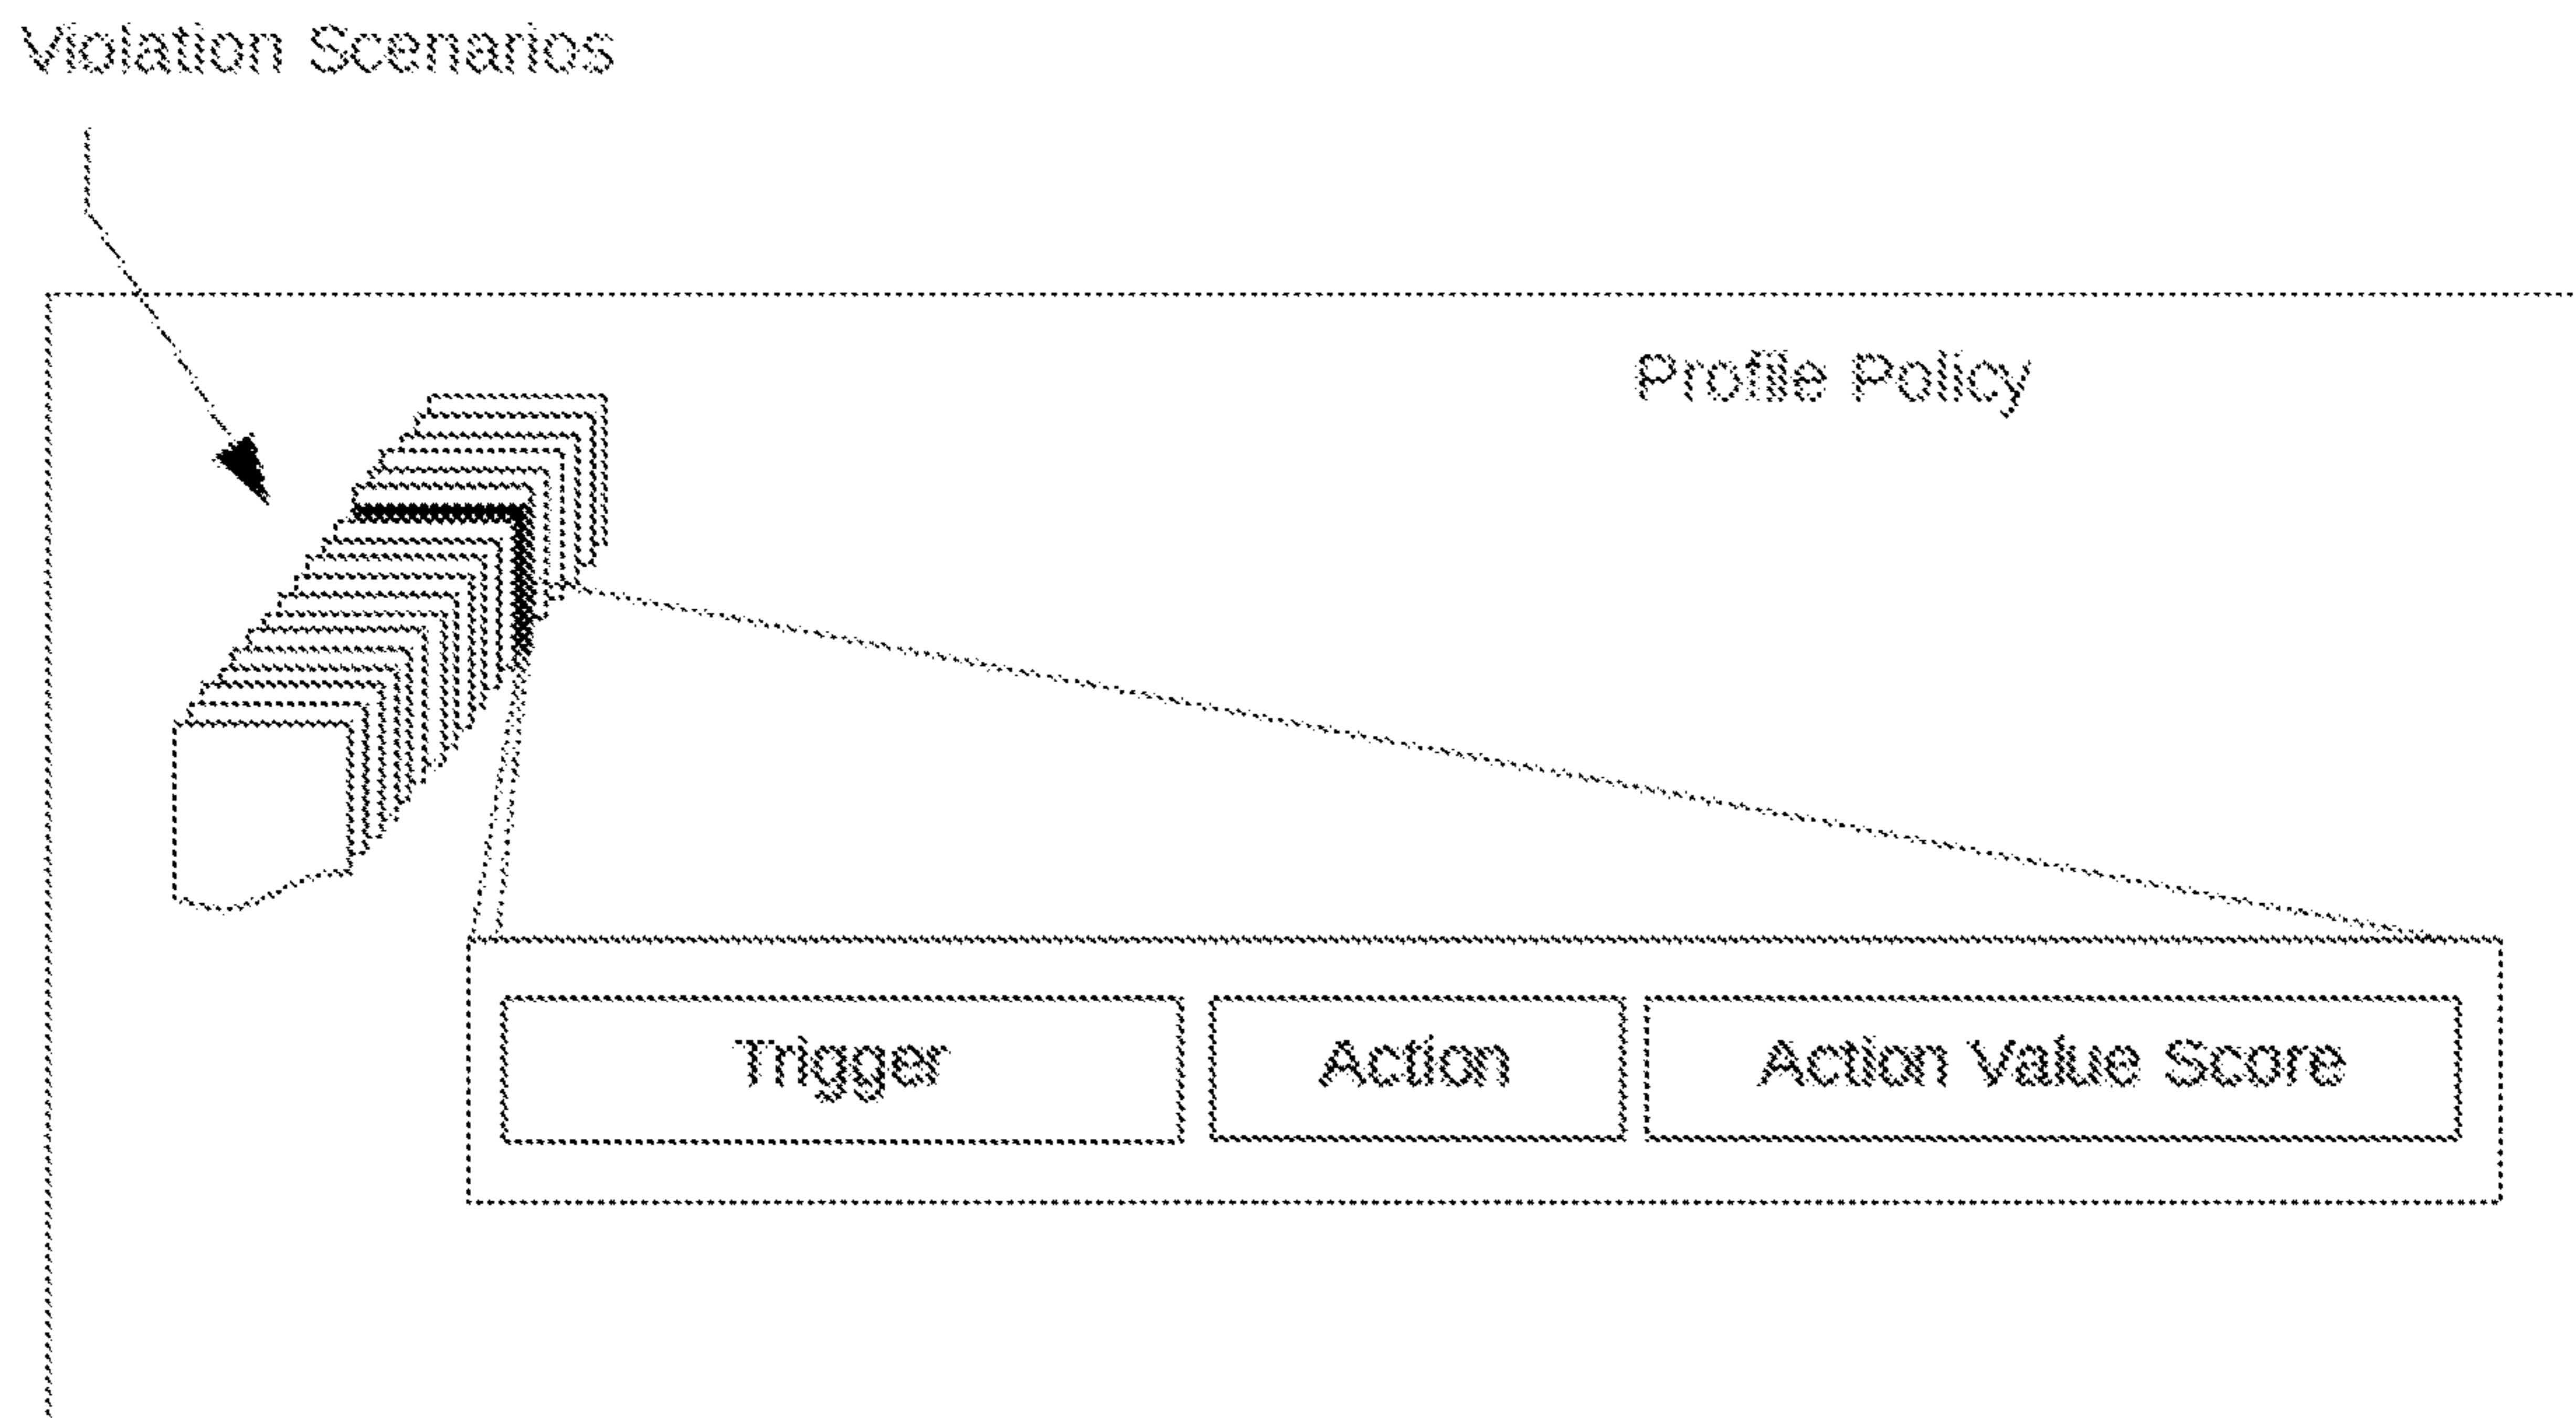 Violation Scenarios
Profile Policy
Trigger
Action
Action Value Score